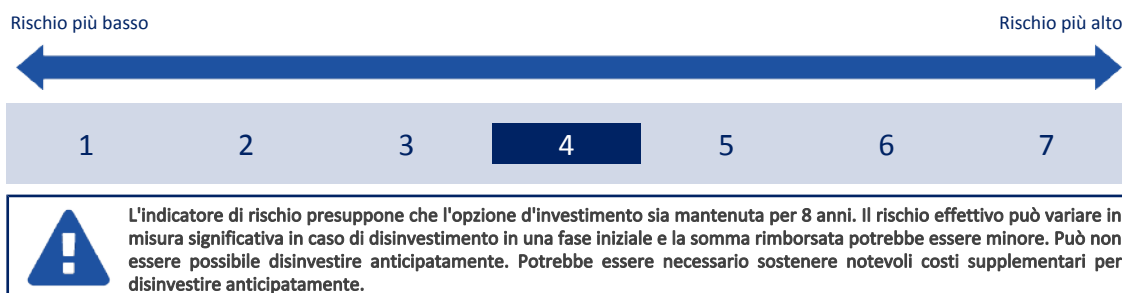 Rischio più basso Rischio più alto
1 2 3 4 5 6 7
L'indicatore di rischio presuppone che l'opzione d'investimento sia mantenuta per 8 anni. Il rischio effettivo può variare in
misura significativa in caso di disinvestimento in una fase iniziale e la somma rimborsata potrebbe essere minore. Può non
essere possibile disinvestire anticipatamente. Potrebbe essere necessario sostenere notevoli costi supplementari per
disinvestire anticipatamente.